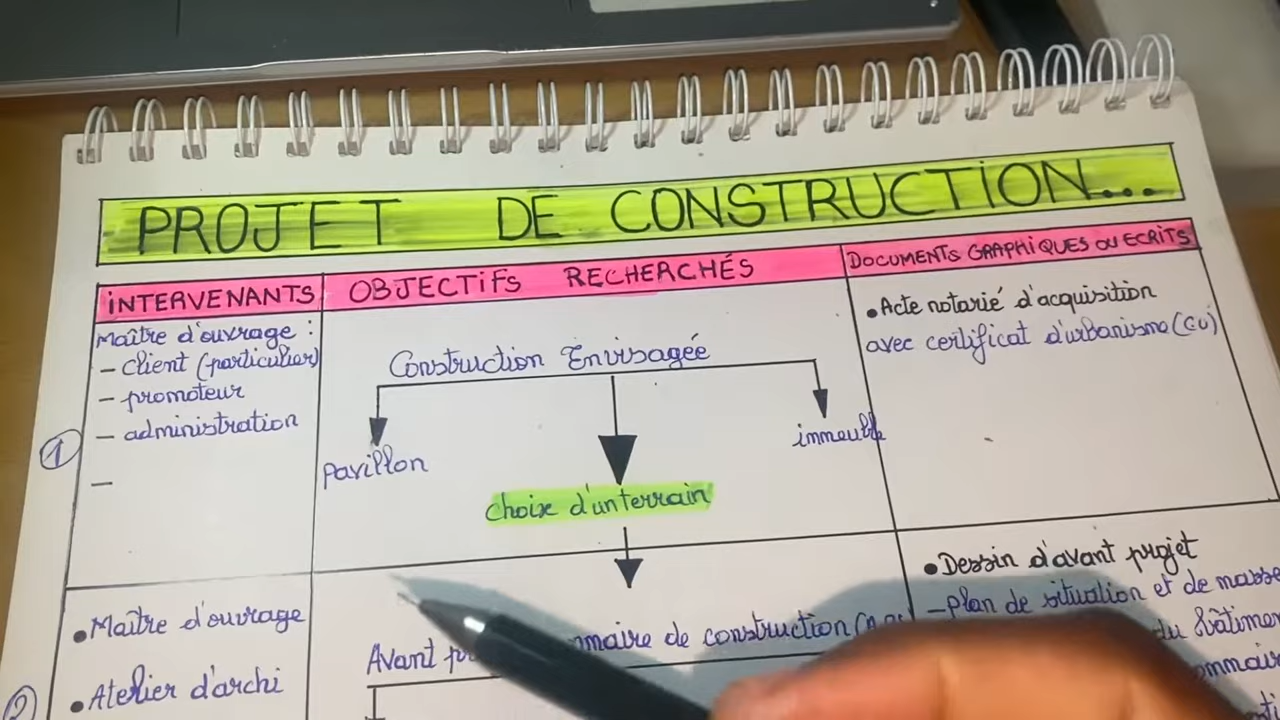 PROJET DE CONSTRUCTION...
INTERVENANTS
OBJECTIFS RECHERCHÉS
DOCUMENTS GRAPHIQUES OU ECRITS
1
Maître d'ouvrage :
- client (particulier)
- promoteur
- administration
-
Construction Envisagée
pavillon
immeuble
choix d'un terrain
• Acte notarié d'acquisition
avec certificat d'urbanisme (CU)
2
• Maître d'ouvrage
• Atelier d'archi
Avant
de construction
• Dessin d'avant projet
- plan de situation et de masse
du bâtimen